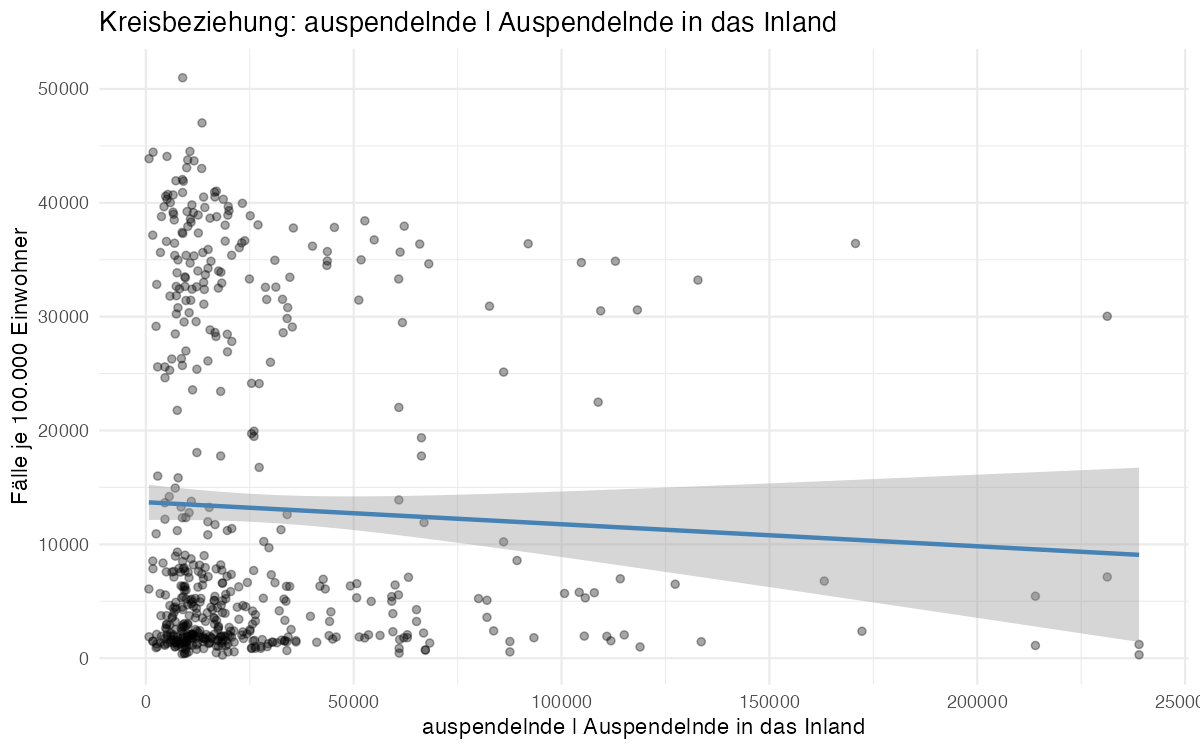 Kreisbeziehung: auspendelnde | Auspendelnde in das Inland
50000
40000
30000
20000
10000
0
Fälle je 100.000 Einwohner
0 50000 100000 150000 200000 25000
auspendelnde | Auspendelnde in das Inland